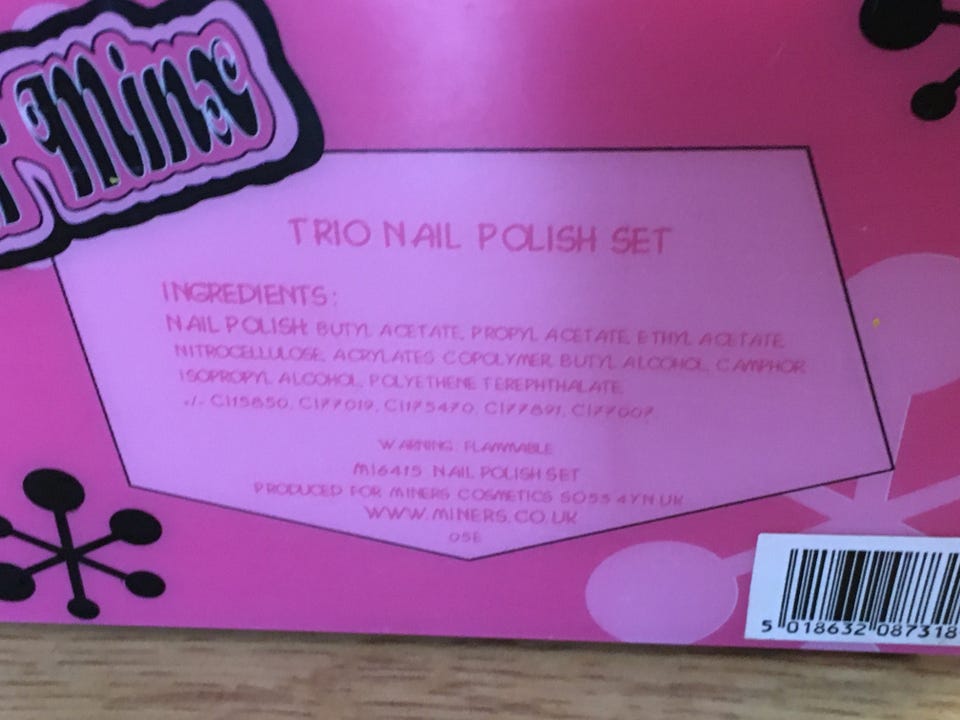 Minx
TRIO NAIL POLISH SET
INGREDIENTS:
NAIL POLISH: BUTYL ACETATE, PROPYL ACETATE, ETHYL ACETATE,
NITROCELLULOSE, ACRYLATES COPOLYMER, BUTYL ALCOHOL, CAMPHOR
ISOPROPYL ALCOHOL, POLYETHENE TEREPHTHALATE
+/- CI15850, CI77019, CI175470, CI77891, CI77007
WARNING: FLAMMABLE
M16415 NAIL POLISH SET
PRODUCED FOR MINERS COSMETICS SO55 4YN UK
WWW.MINERS.CO.UK
05E
5 018632 087318